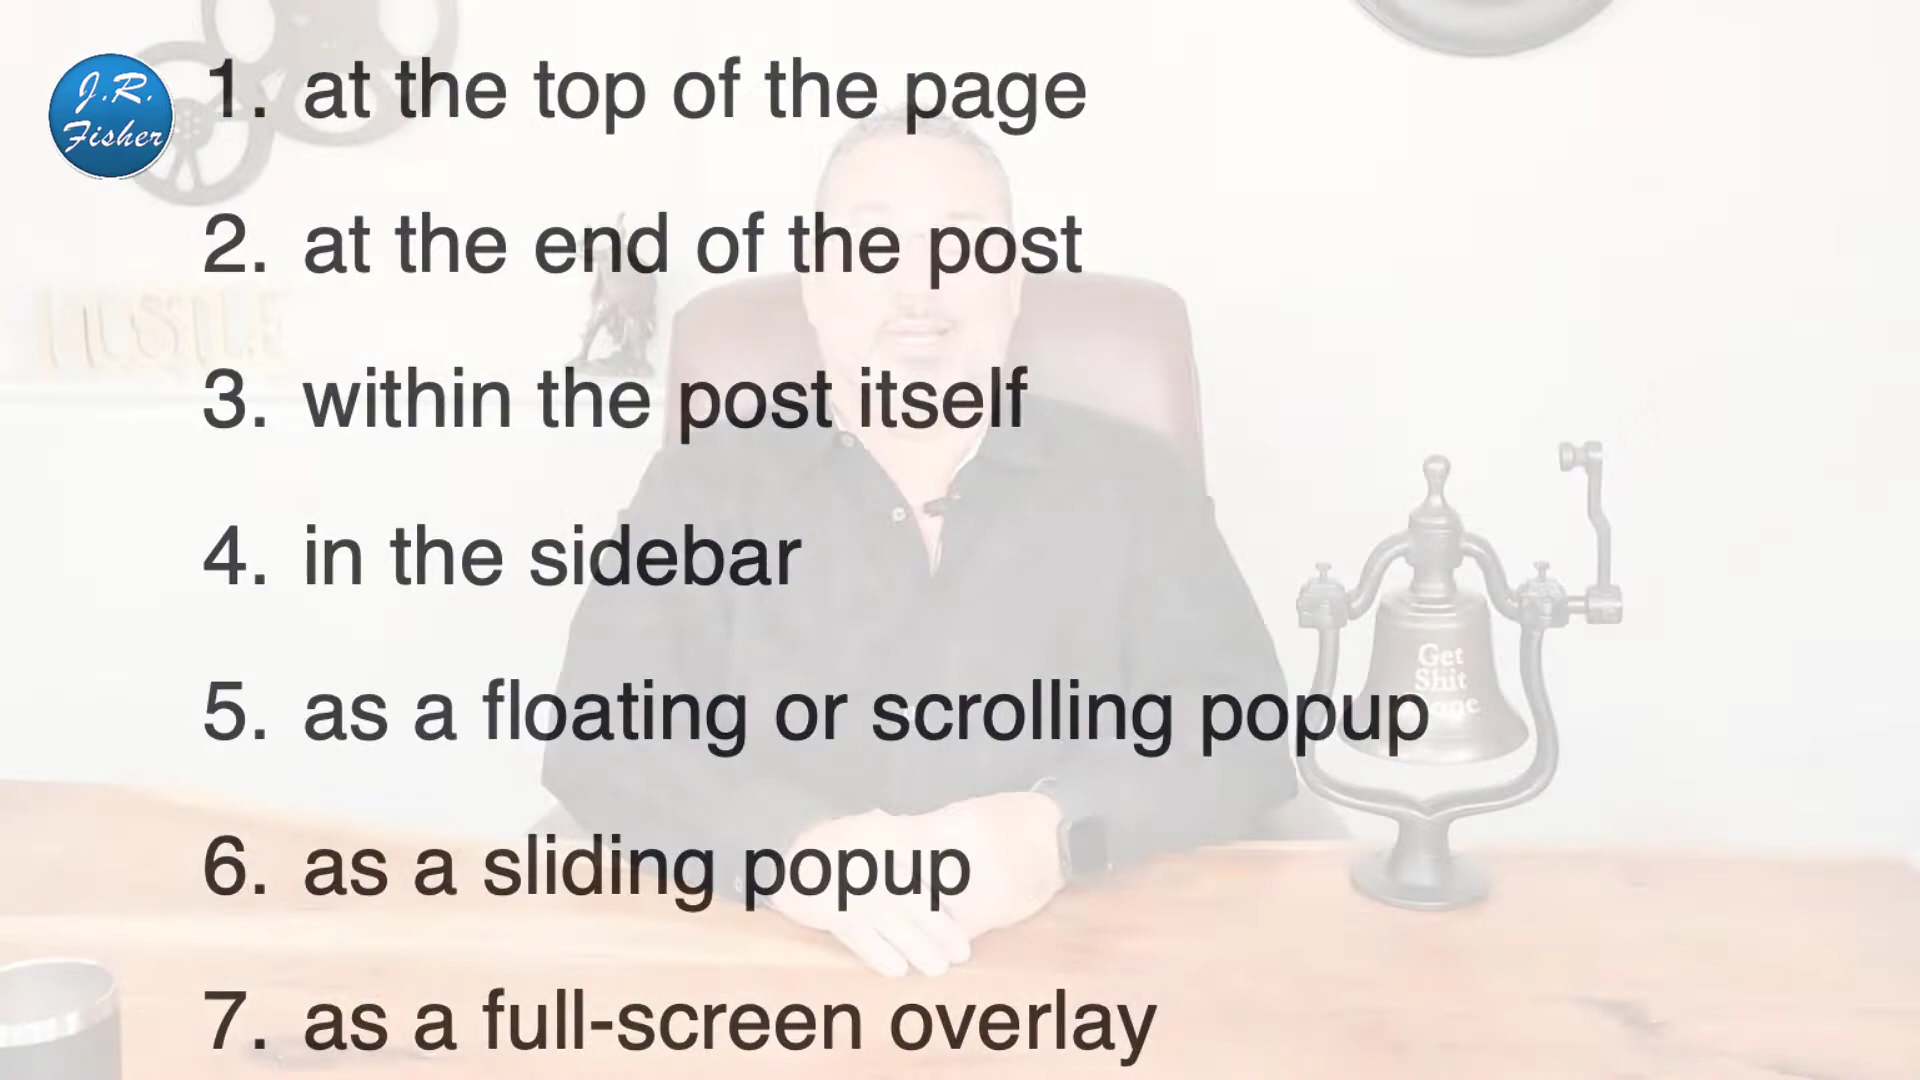 J.R.
Fisher
1. at the top of the page
2. at the end of the post
HUSTLE
3. within the post itself
4. in the sidebar
Get
Shit
Done
5. as a floating or scrolling popup
6. as a sliding popup
7. as a full-screen overlay